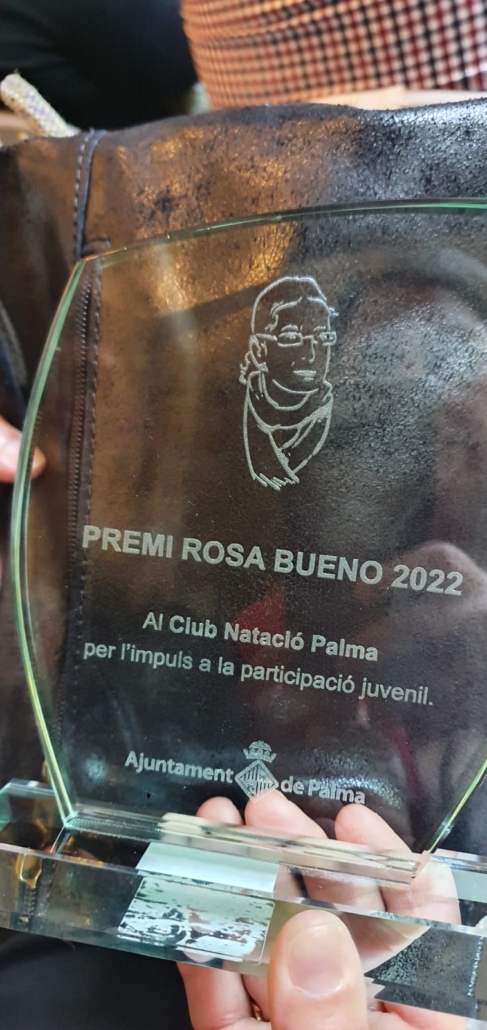 PREMI ROSA BUENO 2022
Al Club Natació Palma
per l'impuls a la participació juvenil.
Ajuntament de Palma